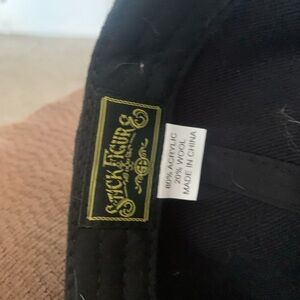 STICK FIGURE
80% ACRYLIC
20% WOOL
MADE IN CHINA